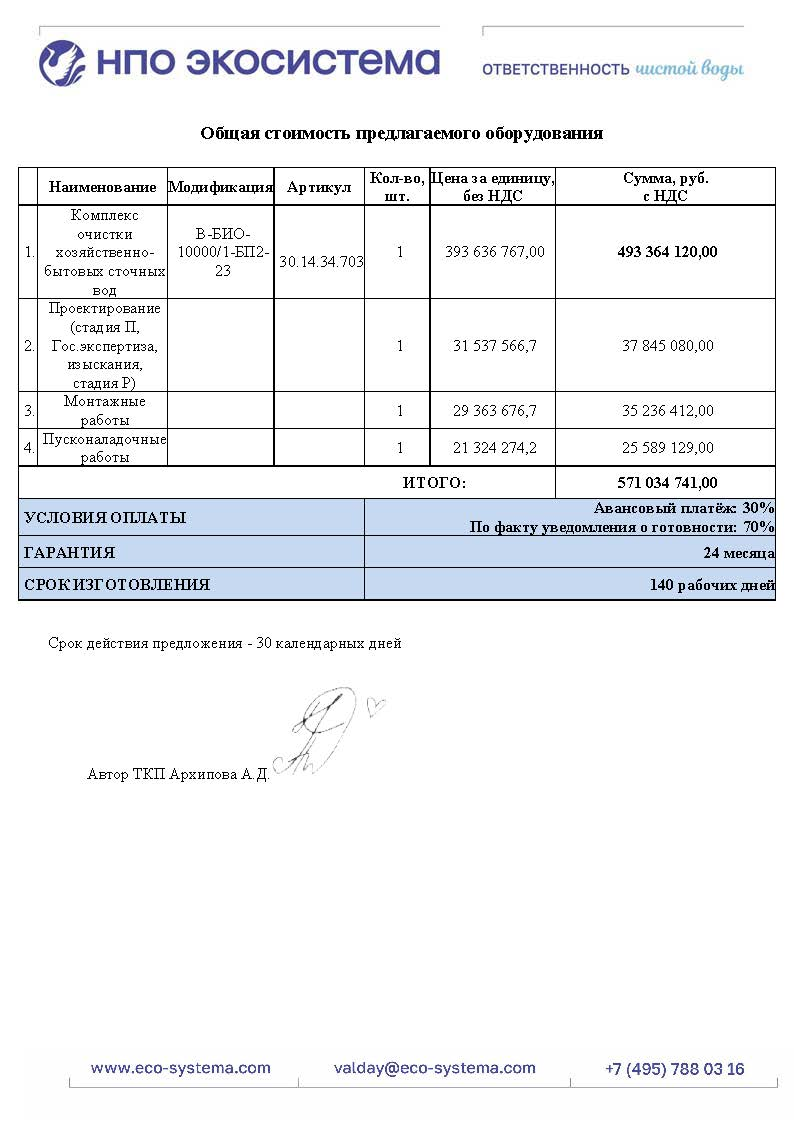 НПО ЭКОСИСТЕМА
ОТВЕТСТВЕННОСТЬ чистой воды
Общая стоимость предлагаемого оборудования
Наименование Модификация Артикул Кол-во, шт. Цена за единицу, без НДС Сумма, руб. с НДС
1. Комплекс очистки хозяйственно-бытовых сточных вод В-БИО-10000/1-БП2-23 30.14.34.703 1 393 636 767,00 493 364 120,00
2. Проектирование (стадия П, Гос.экспертиза, изыскания, стадия Р) 1 31 537 566,7 37 845 080,00
3. Монтажные работы 1 29 363 676,7 35 236 412,00
4. Пусконаладочные работы 1 21 324 274,2 25 589 129,00
ИТОГО: 571 034 741,00
УСЛОВИЯ ОПЛАТЫ Авансовый платёж: 30%
По факту уведомления о готовности: 70%
ГАРАНТИЯ 24 месяца
СРОК ИЗГОТОВЛЕНИЯ 140 рабочих дней
Срок действия предложения - 30 календарных дней
Автор ТКП Архипова А.Д.
www.eco-systema.com valday@eco-systema.com +7 (495) 788 03 16